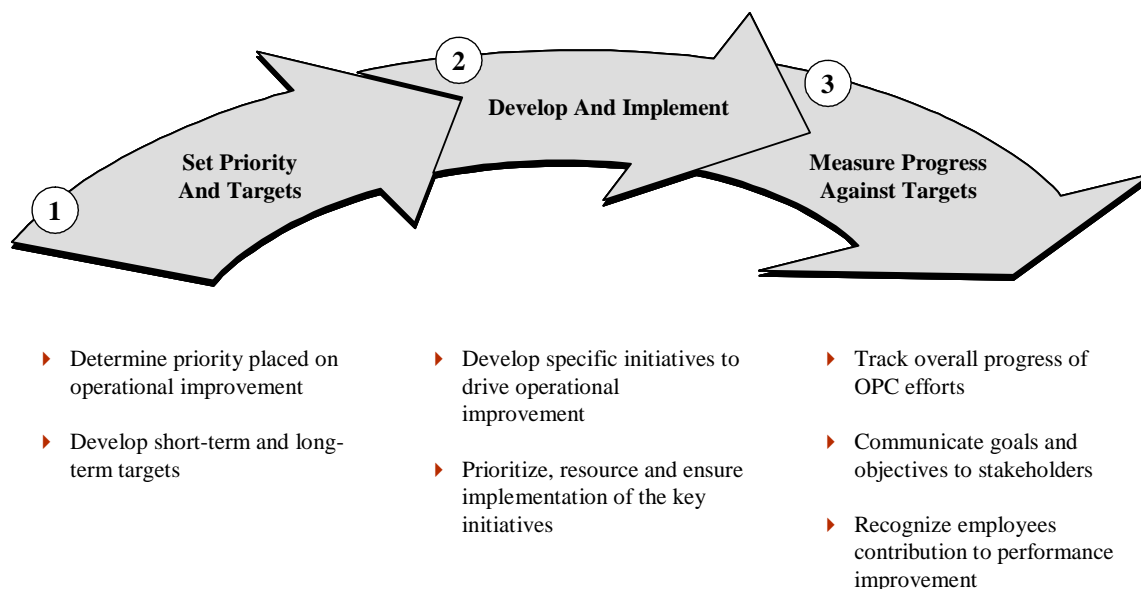 1
Set Priority
And Targets
2
Develop And Implement
3
Measure Progress
Against Targets
Determine priority placed on
operational improvement
Develop short-term and long-
term targets
Develop specific initiatives to
drive operational
improvement
Prioritize, resource and ensure
implementation of the key
initiatives
Track overall progress of
OPC efforts
Communicate goals and
objectives to stakeholders
Recognize employees
contribution to performance
improvement